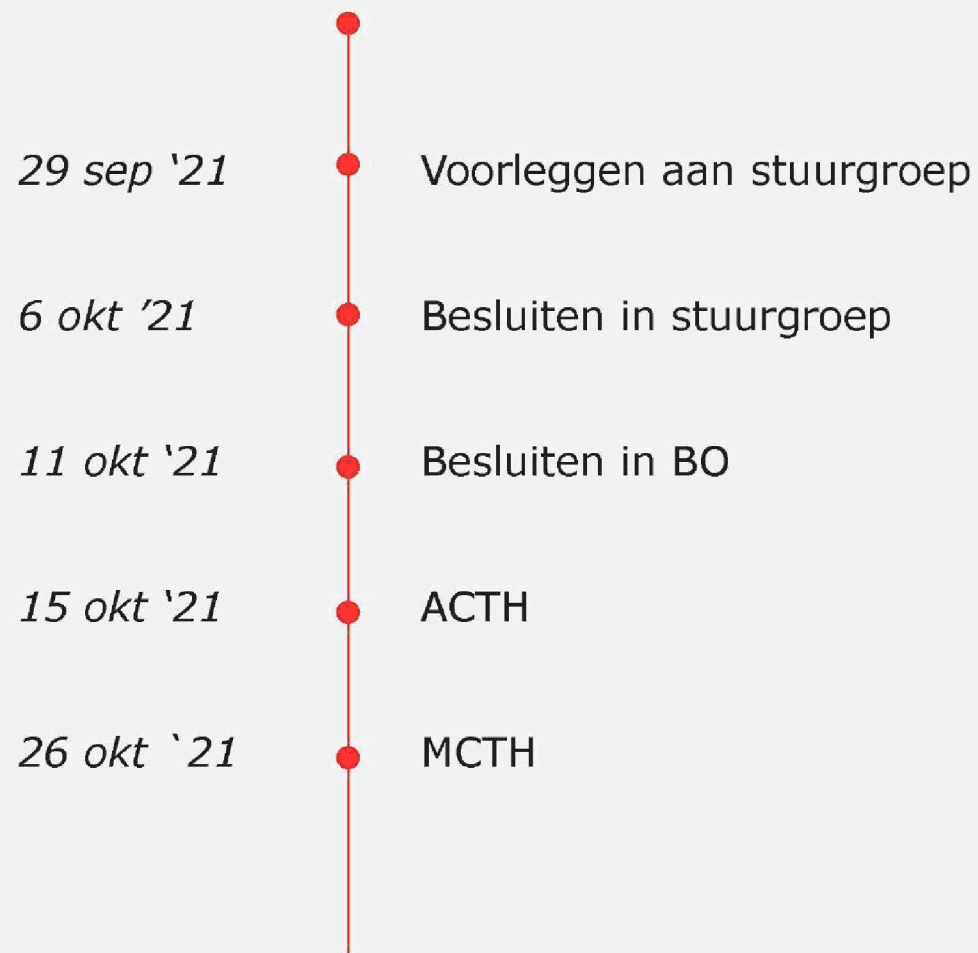 29 sep ‘21 Voorleggen aan stuurgroep
6 okt ’21 Besluiten in stuurgroep
11 okt ‘21 Besluiten in BO
15 okt ‘21 ACTH
26 okt `21 MCTH